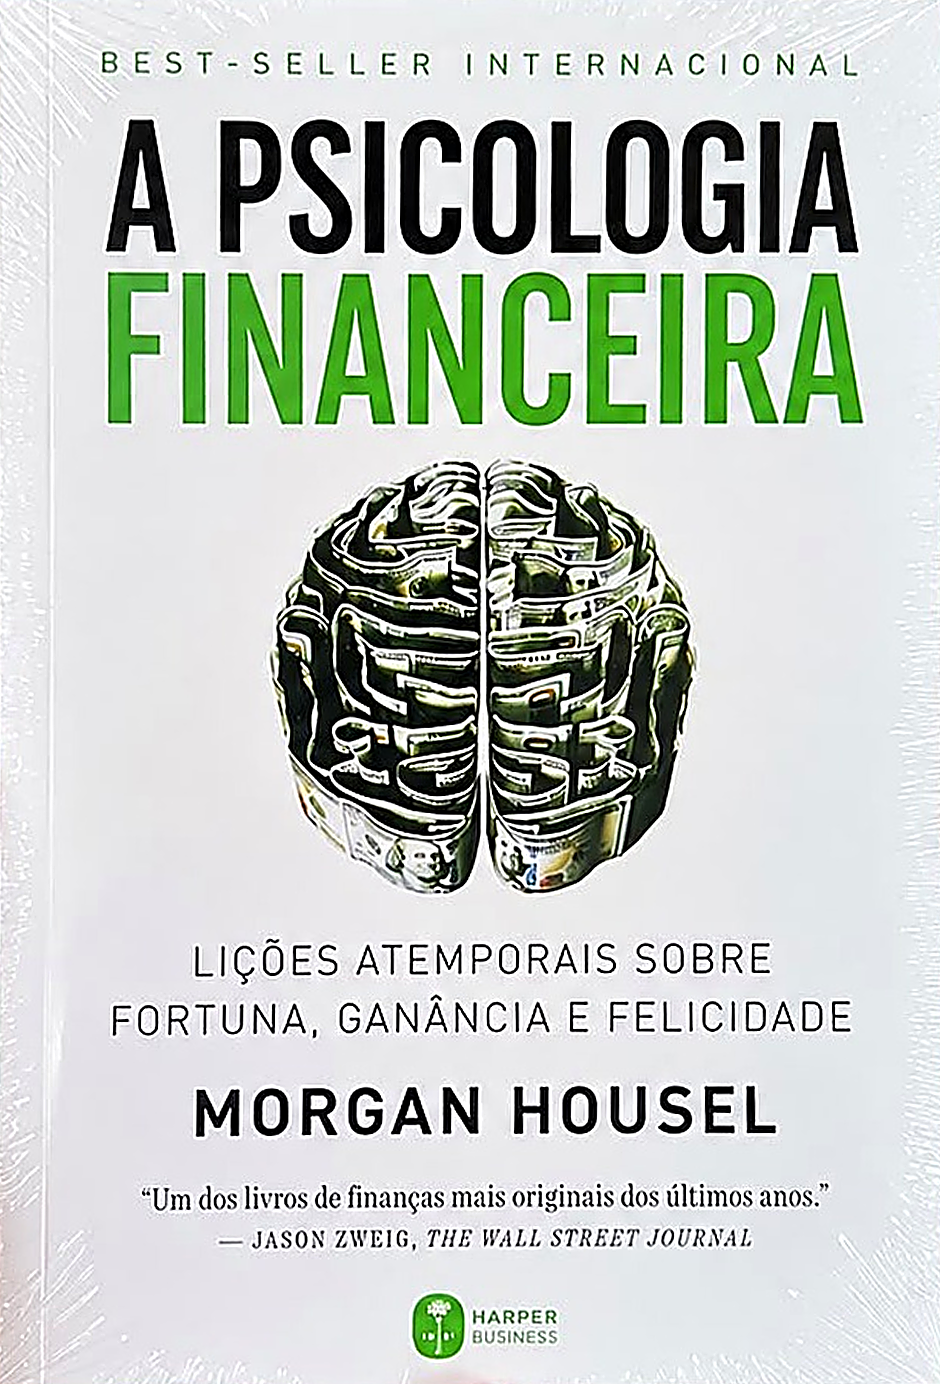 BEST-SELLER INTERNACIONAL
A PSICOLOGIA
FINANCEIRA
LIÇÕES ATEMPORAIS SOBRE
FORTUNA, GANÂNCIA E FELICIDADE
MORGAN HOUSEL
“Um dos livros de finanças mais originais dos últimos anos.”
— JASON ZWEIG, THE WALL STREET JOURNAL
HARPER
BUSINESS